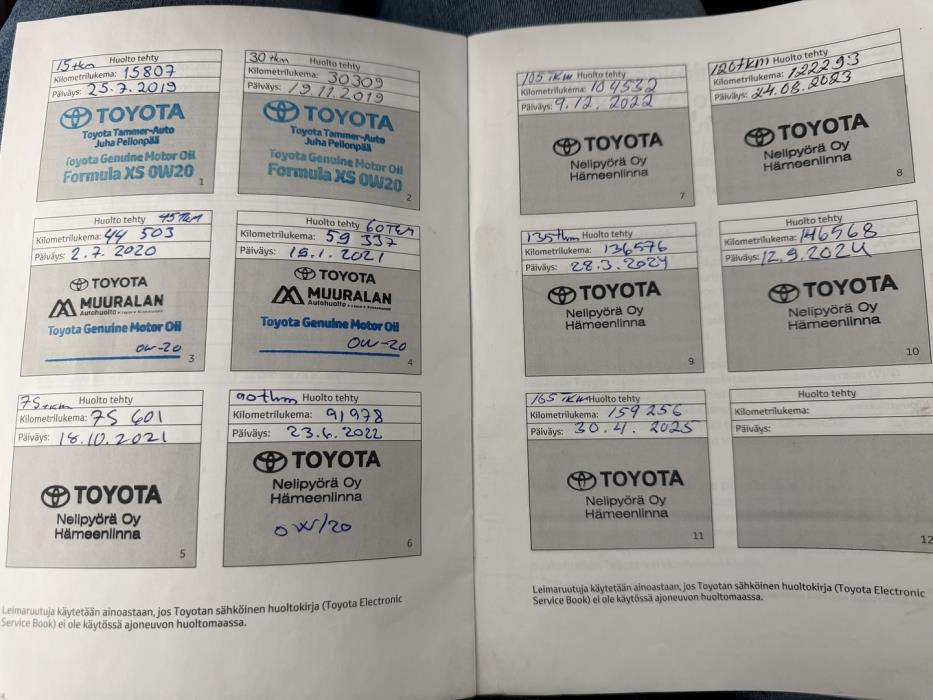 15 tkm Huolto tehty
Kilometrilukema: 15807
Päiväys: 25.7.2019
TOYOTA
Toyota Tammer-Auto
Juha Pellonpää
Toyota Genuine Motor Oil
Formula XS 0W20
1
30 tkm Huolto tehty
Kilometrilukema: 30309
Päiväys: 19.11.2019
TOYOTA
Toyota Tammer-Auto
Juha Pellonpää
Toyota Genuine Motor Oil
Formula XS 0W20
2
Huolto tehty 45TKM
Kilometrilukema: 44 503
Päiväys: 2.7.2020
TOYOTA
MUURALAN
Autohuolto
Toyota Genuine Motor Oil
0W-20
3
Huolto tehty 60TKM
Kilometrilukema: 59 337
Päiväys: 19.1.2021
TOYOTA
MUURALAN
Autohuolto
Toyota Genuine Motor Oil
0W-20
4
75tkm Huolto tehty
Kilometrilukema: 75 601
Päiväys: 18.10.2021
TOYOTA
Nelipyörä Oy
Hämeenlinna
5
90tkm Huolto tehty
Kilometrilukema: 91978
Päiväys: 23.6.2022
TOYOTA
Nelipyörä Oy
Hämeenlinna
0W/20
6
Leimaruutuja käytetään ainoastaan, jos Toyotan sähköinen huoltokirja (Toyota Electronic
Service Book) ei ole käytössä ajoneuvon huoltomaassa.
105 tkm Huolto tehty
Kilometrilukema: 104532
Päiväys: 9.12.2022
TOYOTA
Nelipyörä Oy
Hämeenlinna
7
120tkm Huolto tehty
Kilometrilukema: 122293
Päiväys: 24.08.2023
TOYOTA
Nelipyörä Oy
Hämeenlinna
8
135tkm Huolto tehty
Kilometrilukema: 136576
Päiväys: 28.3.2024
TOYOTA
Nelipyörä Oy
Hämeenlinna
9
Huolto tehty
Kilometrilukema: 146568
Päiväys: 12.9.2024
TOYOTA
Nelipyörä Oy
Hämeenlinna
10
165 tkm Huolto tehty
Kilometrilukema: 159256
Päiväys: 30.4.2025
TOYOTA
Nelipyörä Oy
Hämeenlinna
11
Huolto tehty
Kilometrilukema:
Päiväys:
12
Leimaruutuja käytetään ainoastaan, jos Toyotan sähköinen huoltokirja (Toyota Electronic
Service Book) ei ole käytössä ajoneuvon huoltomaassa.